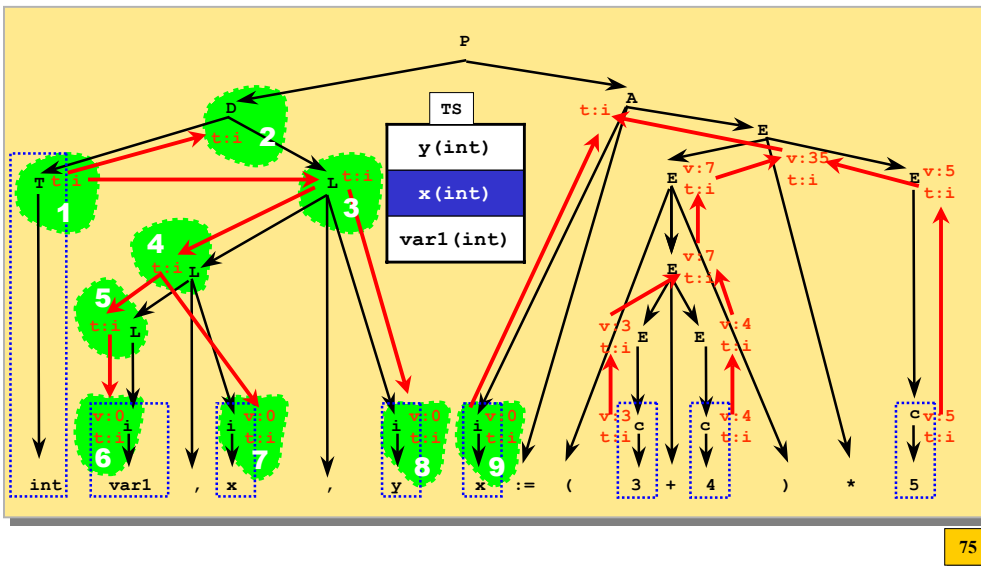 P
D
TS
A
t:i
t:i
2
E
y(int)
T
t:i
1
L
t:i
3
x(int)
E
v:7
t:i
v:35
t:i
E
v:5
t:i
4
t:i
L
var1(int)
E
v:7
t:i
5
t:i
L
v:3
t:i
E
E
v:4
t:i
v:0
t:i
i
6
i
v:0
t:i
7
i
v:0
t:i
8
i
v:0
t:i
9
v:3
t:i
c
c
v:4
t:i
c
v:5
t:i
int var1 , x , y x := ( 3 + 4 ) * 5
75